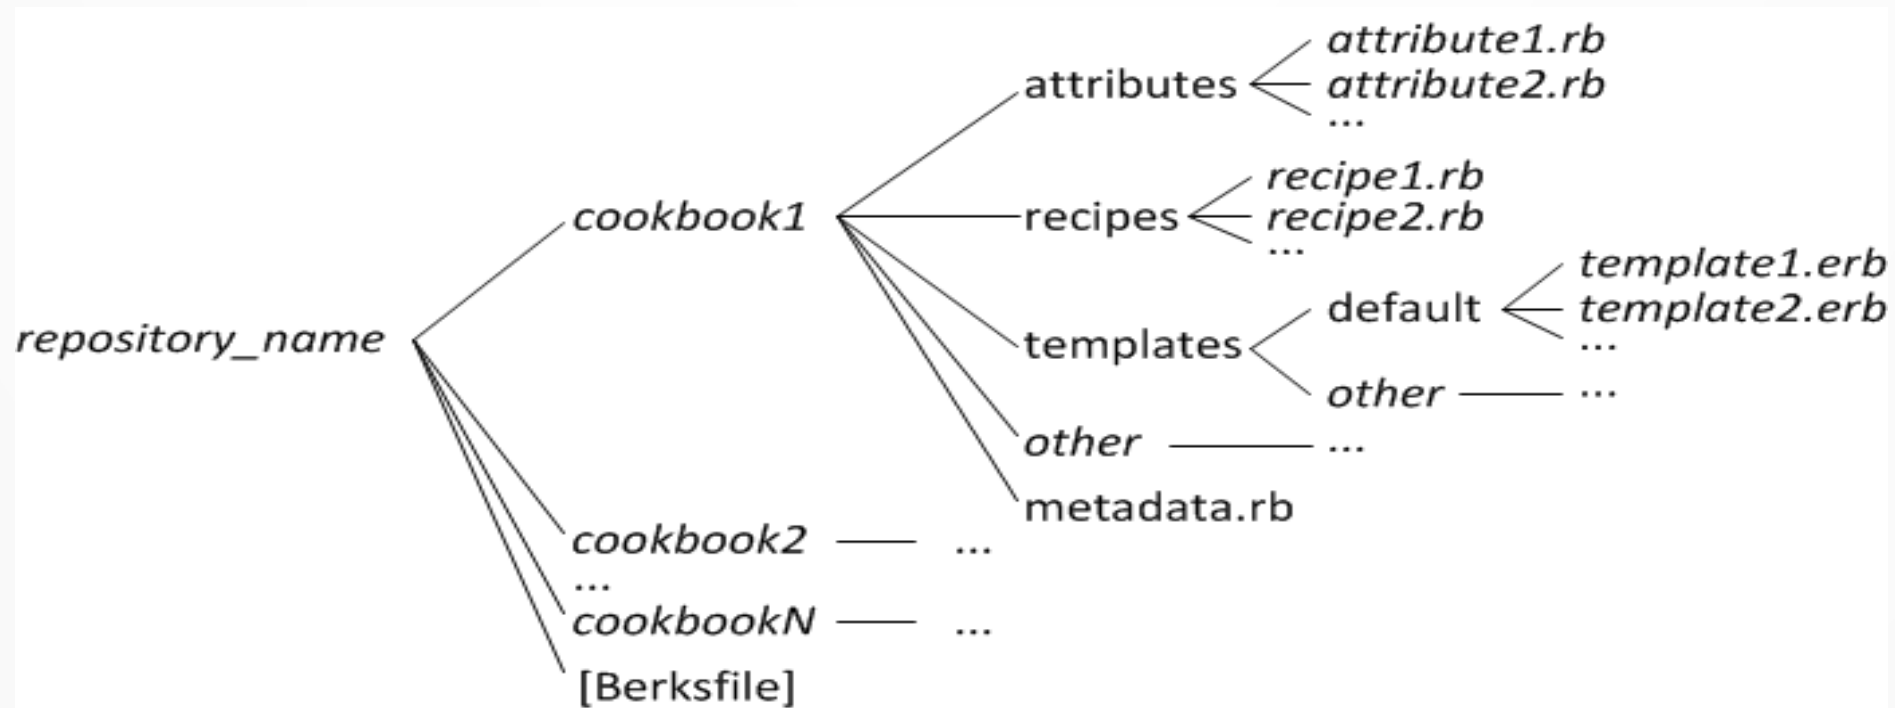 attribute1.rb
attributes
attribute2.rb
...
recipe1.rb
cookbook1
recipes
recipe2.rb
...
template1.erb
default
template2.erb
repository_name
templates
...
other
...
other
...
metadata.rb
cookbook2
...
...
cookbookN
...
[Berksfile]